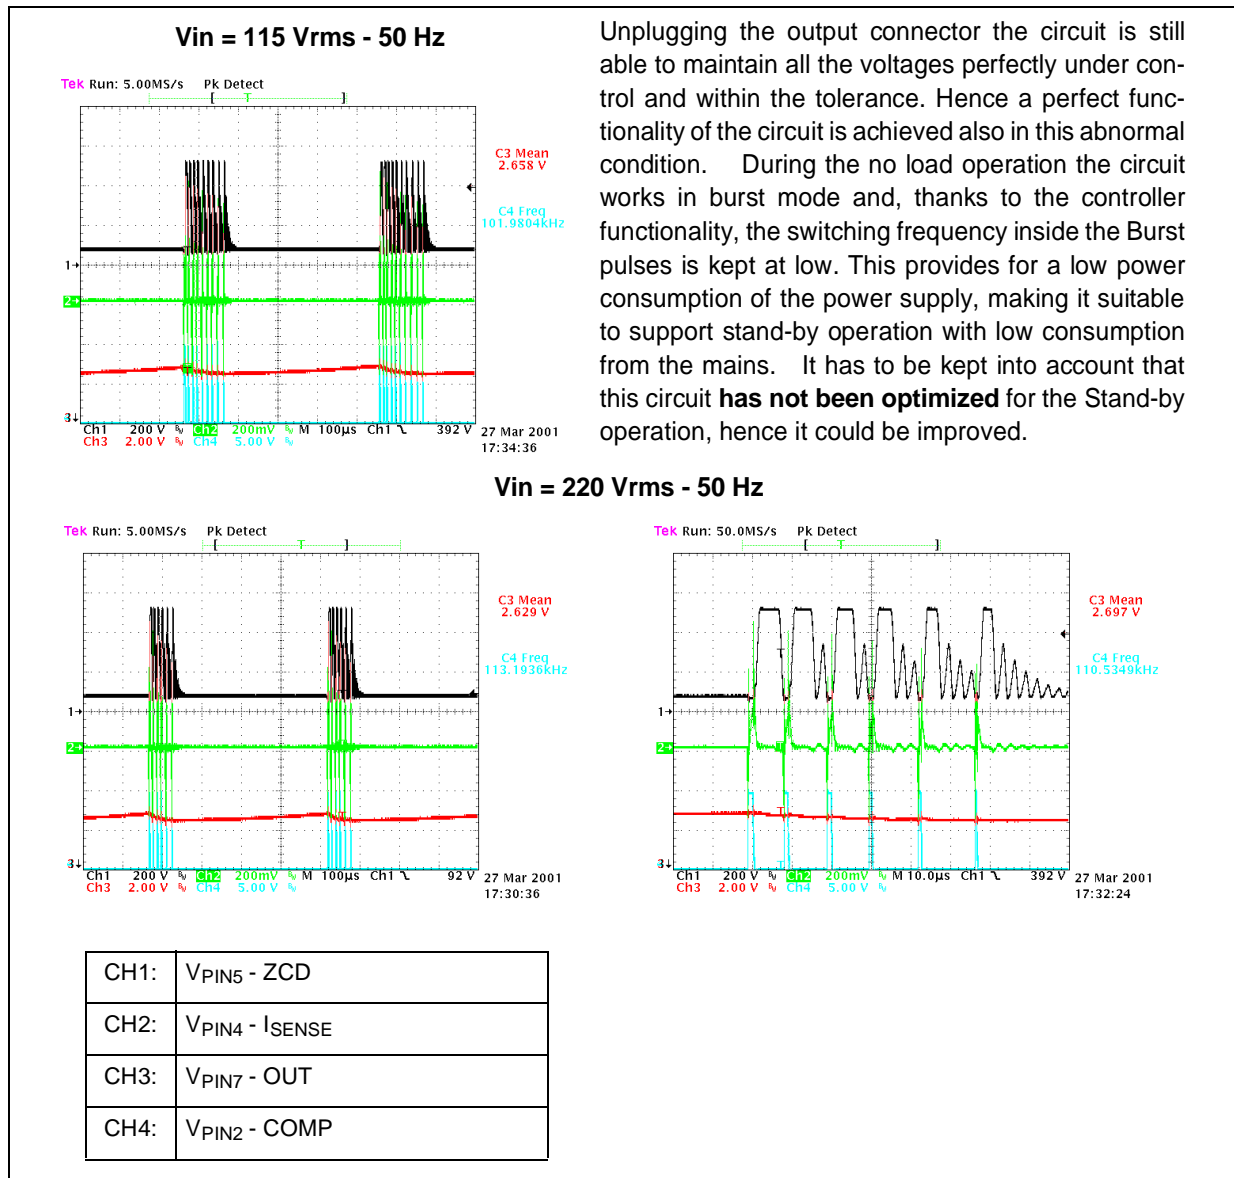 Vin = 115 Vrms - 50 Hz
Tek Run: 5.00MS/s Pk Detect
T
C3 Mean
2.658 V
C4 Freq
101.9804kHz
1
2
T
3
Ch1 200 V Ch2 200mV M 100µs Ch1 392 V
Ch3 2.00 V Ch4 5.00 V
27 Mar 2001
17:34:36
Unplugging the output connector the circuit is still
able to maintain all the voltages perfectly under con-
trol and within the tolerance. Hence a perfect func-
tionality of the circuit is achieved also in this abnormal
condition. During the no load operation the circuit
works in burst mode and, thanks to the controller
functionality, the switching frequency inside the Burst
pulses is kept at low. This provides for a low power
consumption of the power supply, making it suitable
to support stand-by operation with low consumption
from the mains. It has to be kept into account that
this circuit has not been optimized for the Stand-by
operation, hence it could be improved.
Vin = 220 Vrms - 50 Hz
Tek Run: 5.00MS/s Pk Detect
T
C3 Mean
2.629 V
C4 Freq
113.1936kHz
1
2
3
Ch1 200 V Ch2 200mV M 100µs Ch1 92 V
Ch3 2.00 V Ch4 5.00 V
27 Mar 2001
17:30:36
Tek Run: 50.0MS/s Pk Detect
T
C3 Mean
2.697 V
C4 Freq
110.5349kHz
1
2
3
Ch1 200 V Ch2 200mV M 10.0µs Ch1 392 V
Ch3 2.00 V Ch4 5.00 V
27 Mar 2001
17:32:24
CH1: VPIN5 - ZCD
CH2: VPIN4 - ISENSE
CH3: VPIN7 - OUT
CH4: VPIN2 - COMP